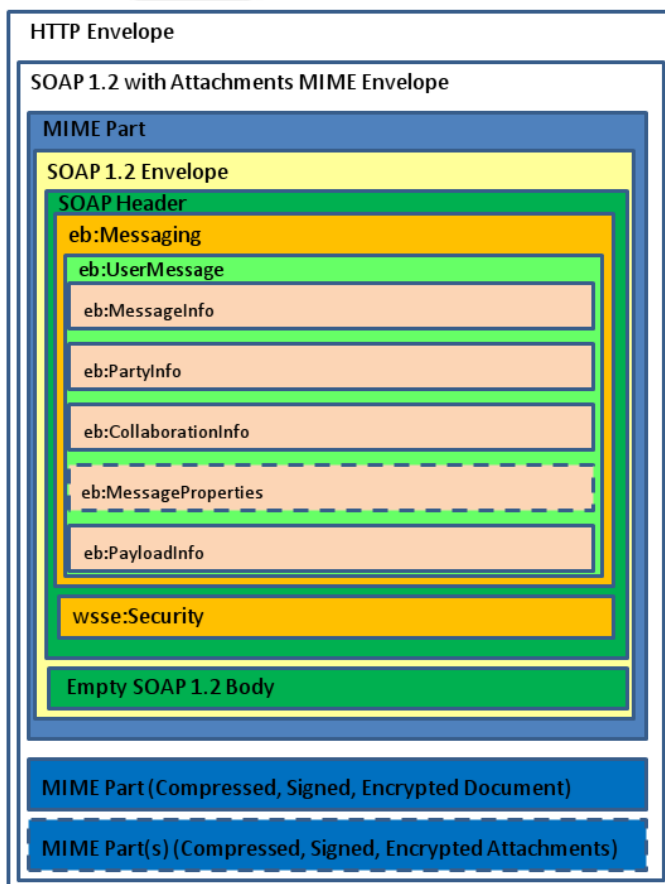 HTTP Envelope
SOAP 1.2 with Attachments MIME Envelope
MIME Part
SOAP 1.2 Envelope
SOAP Header
eb:Messaging
eb:UserMessage
eb:MessageInfo
eb:PartyInfo
eb:CollaborationInfo
eb:MessageProperties
eb:PayloadInfo
wsse:Security
Empty SOAP 1.2 Body
MIME Part (Compressed, Signed, Encrypted Document)
MIME Part(s) (Compressed, Signed, Encrypted Attachments)